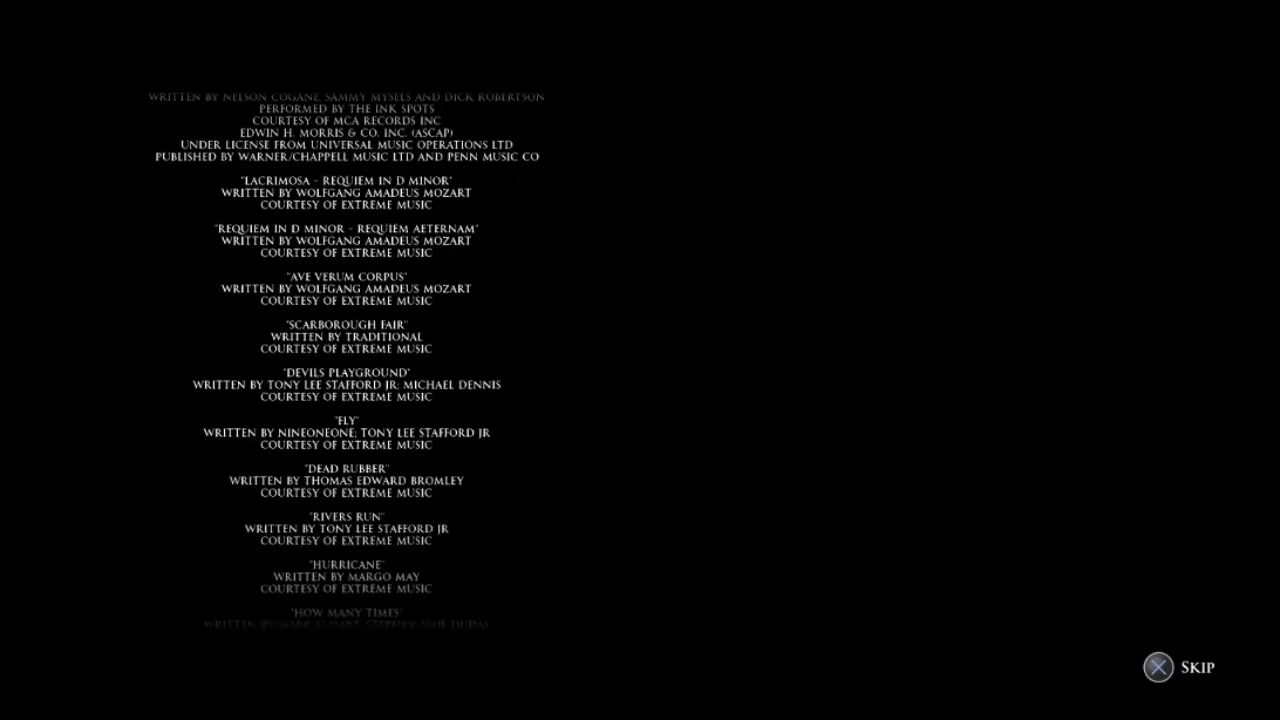 WRITTEN BY NELSON COGANE, SAMMY MYSELS AND DICK ROBERTSON
PERFORMED BY THE INK SPOTS
COURTESY OF MCA RECORDS INC
EDWIN H. MORRIS & CO. INC. (ASCAP)
UNDER LICENSE FROM UNIVERSAL MUSIC OPERATIONS LTD
PUBLISHED BY WARNER/CHAPPELL MUSIC LTD AND PENN MUSIC CO
"LACRIMOSA - REQUIEM IN D MINOR"
WRITTEN BY WOLFGANG AMADEUS MOZART
COURTESY OF EXTREME MUSIC
"REQUIEM IN D MINOR - REQUIEM AETERNAM"
WRITTEN BY WOLFGANG AMADEUS MOZART
COURTESY OF EXTREME MUSIC
"AVE VERUM CORPUS"
WRITTEN BY WOLFGANG AMADEUS MOZART
COURTESY OF EXTREME MUSIC
"SCARBOROUGH FAIR"
WRITTEN BY TRADITIONAL
COURTESY OF EXTREME MUSIC
"DEVILS PLAYGROUND"
WRITTEN BY TONY LEE STAFFORD JR; MICHAEL DENNIS
COURTESY OF EXTREME MUSIC
"FLY"
WRITTEN BY NINEONEONE; TONY LEE STAFFORD JR
COURTESY OF EXTREME MUSIC
"DEAD RUBBER"
WRITTEN BY THOMAS EDWARD BROMLEY
COURTESY OF EXTREME MUSIC
"RIVERS RUN"
WRITTEN BY TONY LEE STAFFORD JR
COURTESY OF EXTREME MUSIC
"HURRICANE"
WRITTEN BY MARGO MAY
COURTESY OF EXTREME MUSIC
"HOW MANY TIMES"
WRITTEN BY
SKIP